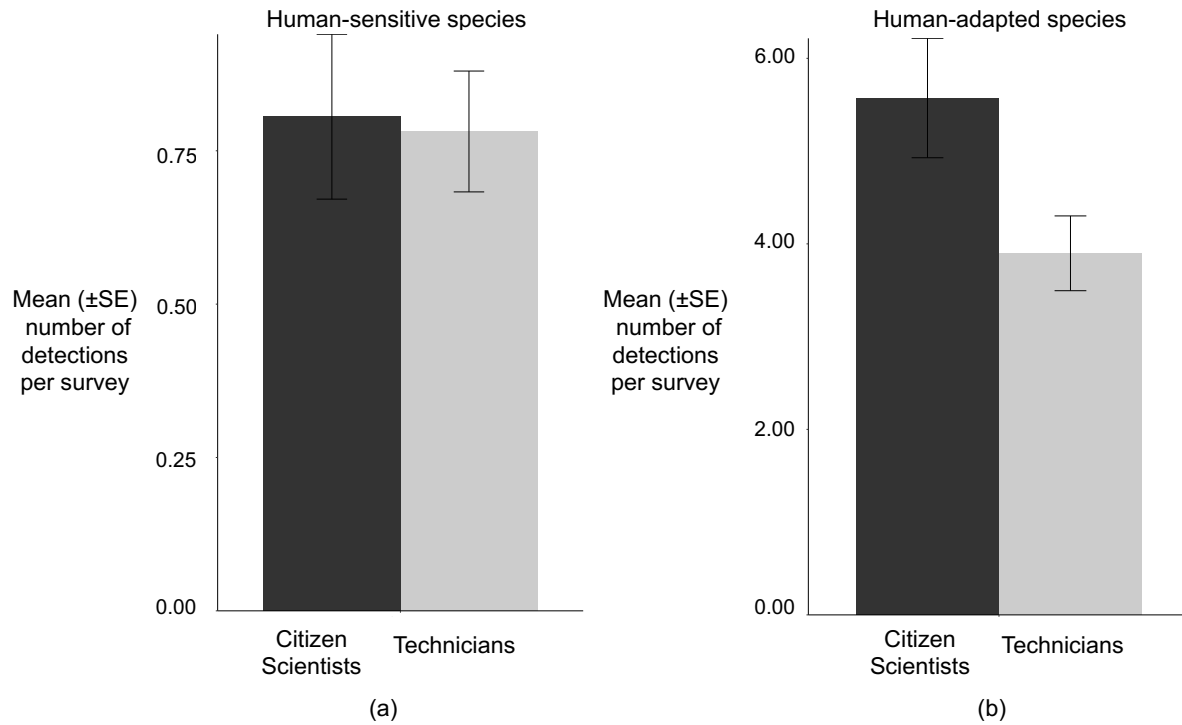 Human-sensitive species
0.75
0.50
0.25
0.00
Mean (±SE)
number of
detections
per survey
Citizen
Scientists
Technicians
(a)
Human-adapted species
6.00
4.00
2.00
0.00
Mean (±SE)
number of
detections
per survey
Citizen
Scientists
Technicians
(b)